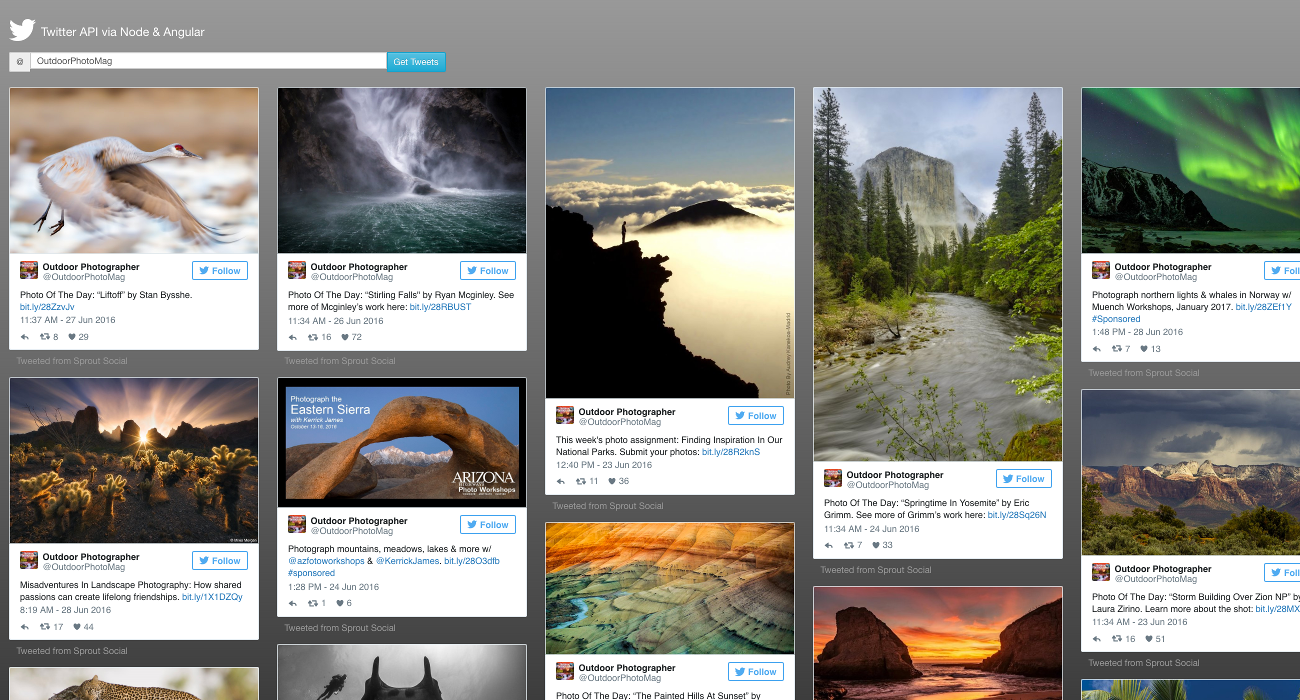 Twitter API via Node & Angular
@ OutdoorPhotoMag Get Tweets
Outdoor Photographer
@OutdoorPhotoMag
Follow
Photo Of The Day: “Liftoff” by Stan Bysshe.
bit.ly/28ZzvJv
11:37 AM - 27 Jun 2016
8 29
Tweeted from Sprout Social
Outdoor Photographer
@OutdoorPhotoMag
Follow
Misadventures In Landscape Photography: How shared
passions can create lifelong friendships. bit.ly/1X1DZQy
8:19 AM - 28 Jun 2016
17 44
Tweeted from Sprout Social
Outdoor Photographer
@OutdoorPhotoMag
Follow
Photo Of The Day: “Stirling Falls” by Ryan Mcginley. See
more of Mcginley's work here: bit.ly/28RBUST
11:34 AM - 26 Jun 2016
16 72
Tweeted from Sprout Social
Photograph the
Eastern Sierra
with Kerrick James
October 13-16, 2016
ARIZONA
Photo Workshops
Outdoor Photographer
@OutdoorPhotoMag
Follow
Photograph mountains, meadows, lakes & more w/
@azfotoworkshops & @KerrickJames. bit.ly/28O3dfb
#sponsored
1:28 PM - 24 Jun 2016
1 6
Tweeted from Sprout Social
Outdoor Photographer
@OutdoorPhotoMag
Follow
This week's photo assignment: Finding Inspiration In Our
National Parks. Submit your photos: bit.ly/28R2knS
12:40 PM - 23 Jun 2016
11 36
Tweeted from Sprout Social
Outdoor Photographer
@OutdoorPhotoMag
Follow
Photo Of The Day: “The Painted Hills At Sunset” by
Outdoor Photographer
@OutdoorPhotoMag
Follow
Photo Of The Day: “Springtime In Yosemite” by Eric
Grimm. See more of Grimm's work here: bit.ly/28Sq26N
11:34 AM - 24 Jun 2016
7 33
Tweeted from Sprout Social
Outdoor Photographer
@OutdoorPhotoMag
Foll
Photograph northern lights & whales in Norway w/
Muench Workshops, January 2017. bit.ly/28ZEf1Y
#Sponsored
1:48 PM - 28 Jun 2016
7 13
Tweeted from Sprout Social
Outdoor Photographer
@OutdoorPhotoMag
Foll
Photo Of The Day: “Storm Building Over Zion NP” by
Laura Zirino. Learn more about the shot: bit.ly/28MX
11:34 AM - 23 Jun 2016
16 51
Tweeted from Sprout Social